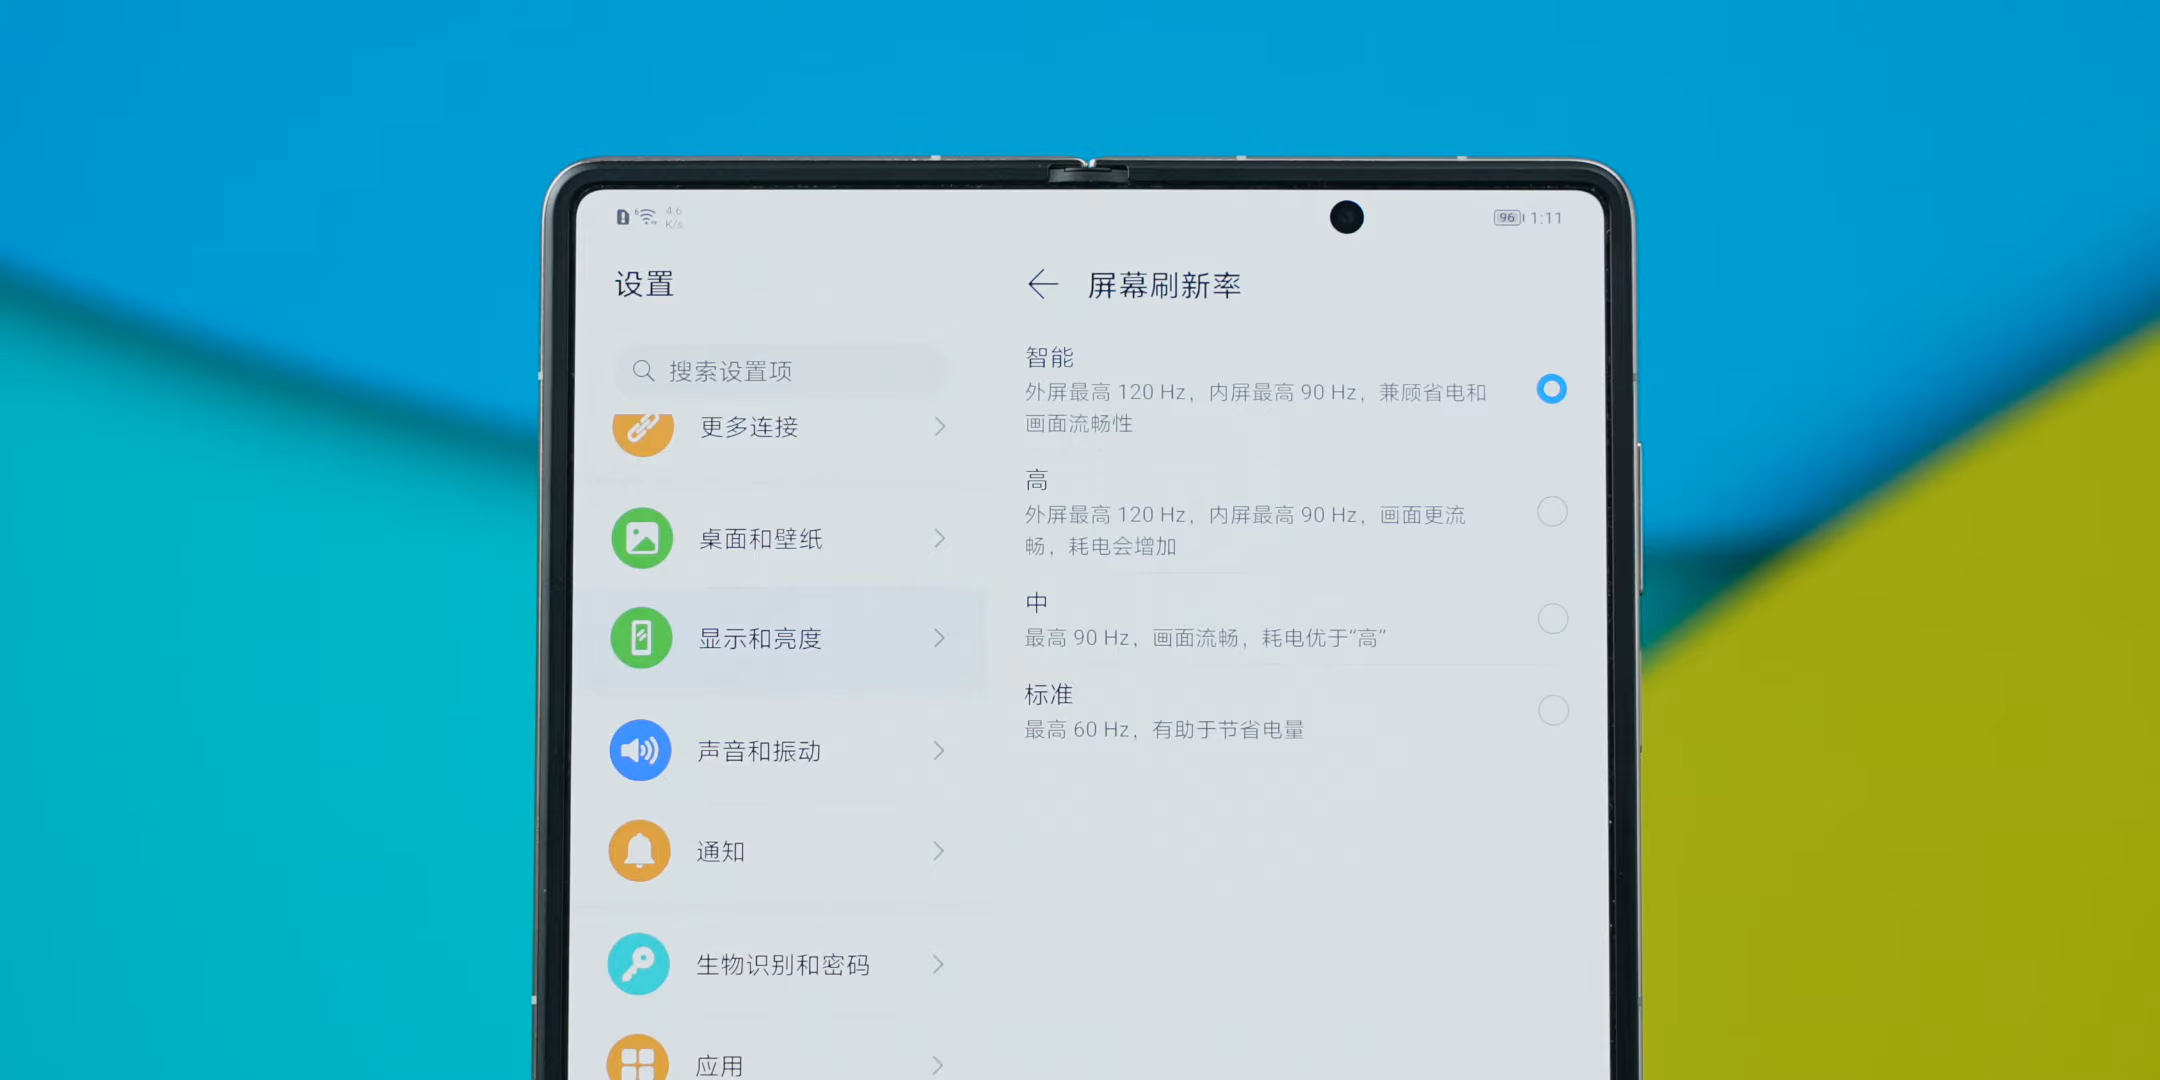 6
4.6
K/s
96
1:11
设置
搜索设置项
更多连接
桌面和壁纸
显示和亮度
声音和振动
通知
生物识别和密码
应用
屏幕刷新率
智能
外屏最高 120 Hz，内屏最高 90 Hz，兼顾省电和
画面流畅性
高
外屏最高 120 Hz，内屏最高 90 Hz，画面更流
畅，耗电会增加
中
最高 90 Hz，画面流畅，耗电优于“高”
标准
最高 60 Hz，有助于节省电量